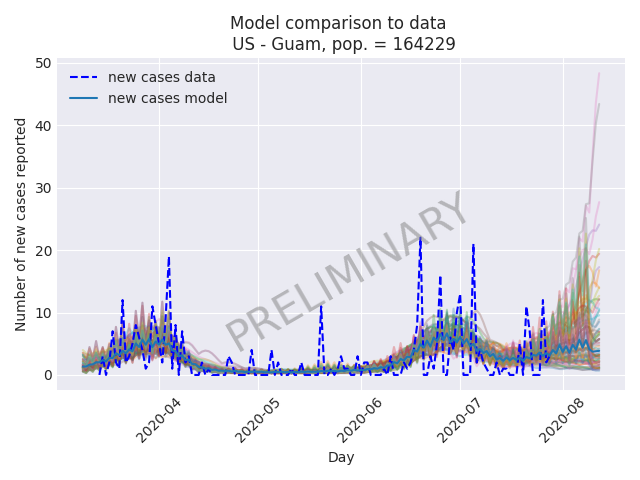 Model comparison to data
US - Guam, pop. = 164229
Number of new cases reported
50
40
30
20
10
0
new cases data
new cases model
PRELIMINARY
2020-04
2020-05
2020-06
2020-07
2020-08
Day